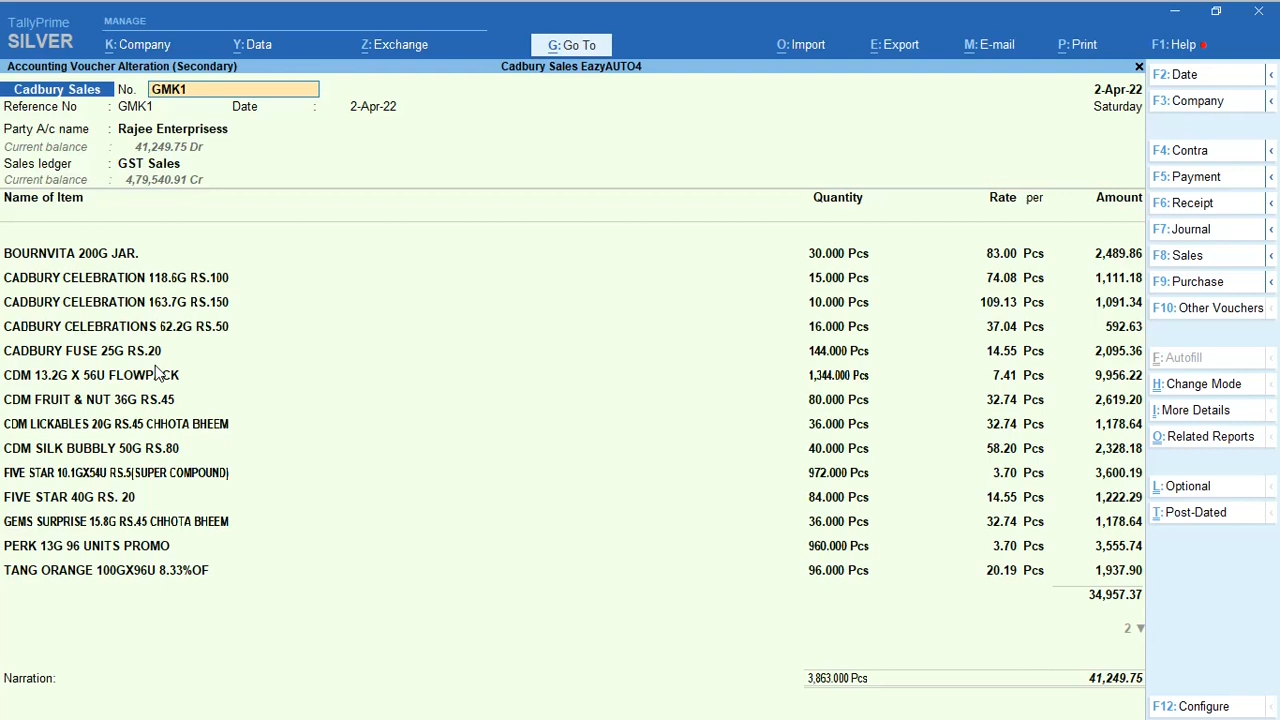 TallyPrime
SILVER
MANAGE
K: Company Y: Data Z: Exchange G: Go To O: Import E: Export M: E-mail P: Print F1: Help
Accounting Voucher Alteration (Secondary) Cadbury Sales EazyAUTO4
Cadbury Sales No. GMK1 2-Apr-22
Reference No : GMK1 Date : 2-Apr-22 Saturday
Party A/c name : Rajee Enterprisess
Current balance : 41,249.75 Dr
Sales ledger : GST Sales
Current balance : 4,79,540.91 Cr
Name of Item Quantity Rate per Amount
BOURNVITA 200G JAR. 30.000 Pcs 83.00 Pcs 2,489.86
CADBURY CELEBRATION 118.6G RS.100 15.000 Pcs 74.08 Pcs 1,111.18
CADBURY CELEBRATION 163.7G RS.150 10.000 Pcs 109.13 Pcs 1,091.34
CADBURY CELEBRATIONS 62.2G RS.50 16.000 Pcs 37.04 Pcs 592.63
CADBURY FUSE 25G RS.20 144.000 Pcs 14.55 Pcs 2,095.36
CDM 13.2G X 56U FLOWPACK 1,344.000 Pcs 7.41 Pcs 9,956.22
CDM FRUIT & NUT 36G RS.45 80.000 Pcs 32.74 Pcs 2,619.20
CDM LICKABLES 20G RS.45 CHHOTA BHEEM 36.000 Pcs 32.74 Pcs 1,178.64
CDM SILK BUBBLY 50G RS.80 40.000 Pcs 58.20 Pcs 2,328.18
FIVE STAR 10.1GX54U RS.5(SUPER COMPOUND) 972.000 Pcs 3.70 Pcs 3,600.19
FIVE STAR 40G RS. 20 84.000 Pcs 14.55 Pcs 1,222.29
GEMS SURPRISE 15.8G RS.45 CHHOTA BHEEM 36.000 Pcs 32.74 Pcs 1,178.64
PERK 13G 96 UNITS PROMO 960.000 Pcs 3.70 Pcs 3,555.74
TANG ORANGE 100GX96U 8.33%OF 96.000 Pcs 20.19 Pcs 1,937.90
34,957.37
2
Narration: 3,863.000 Pcs 41,249.75
F2: Date
F3: Company
F4: Contra
F5: Payment
F6: Receipt
F7: Journal
F8: Sales
F9: Purchase
F10: Other Vouchers
F: Autofill
H: Change Mode
I: More Details
O: Related Reports
L: Optional
T: Post-Dated
F12: Configure